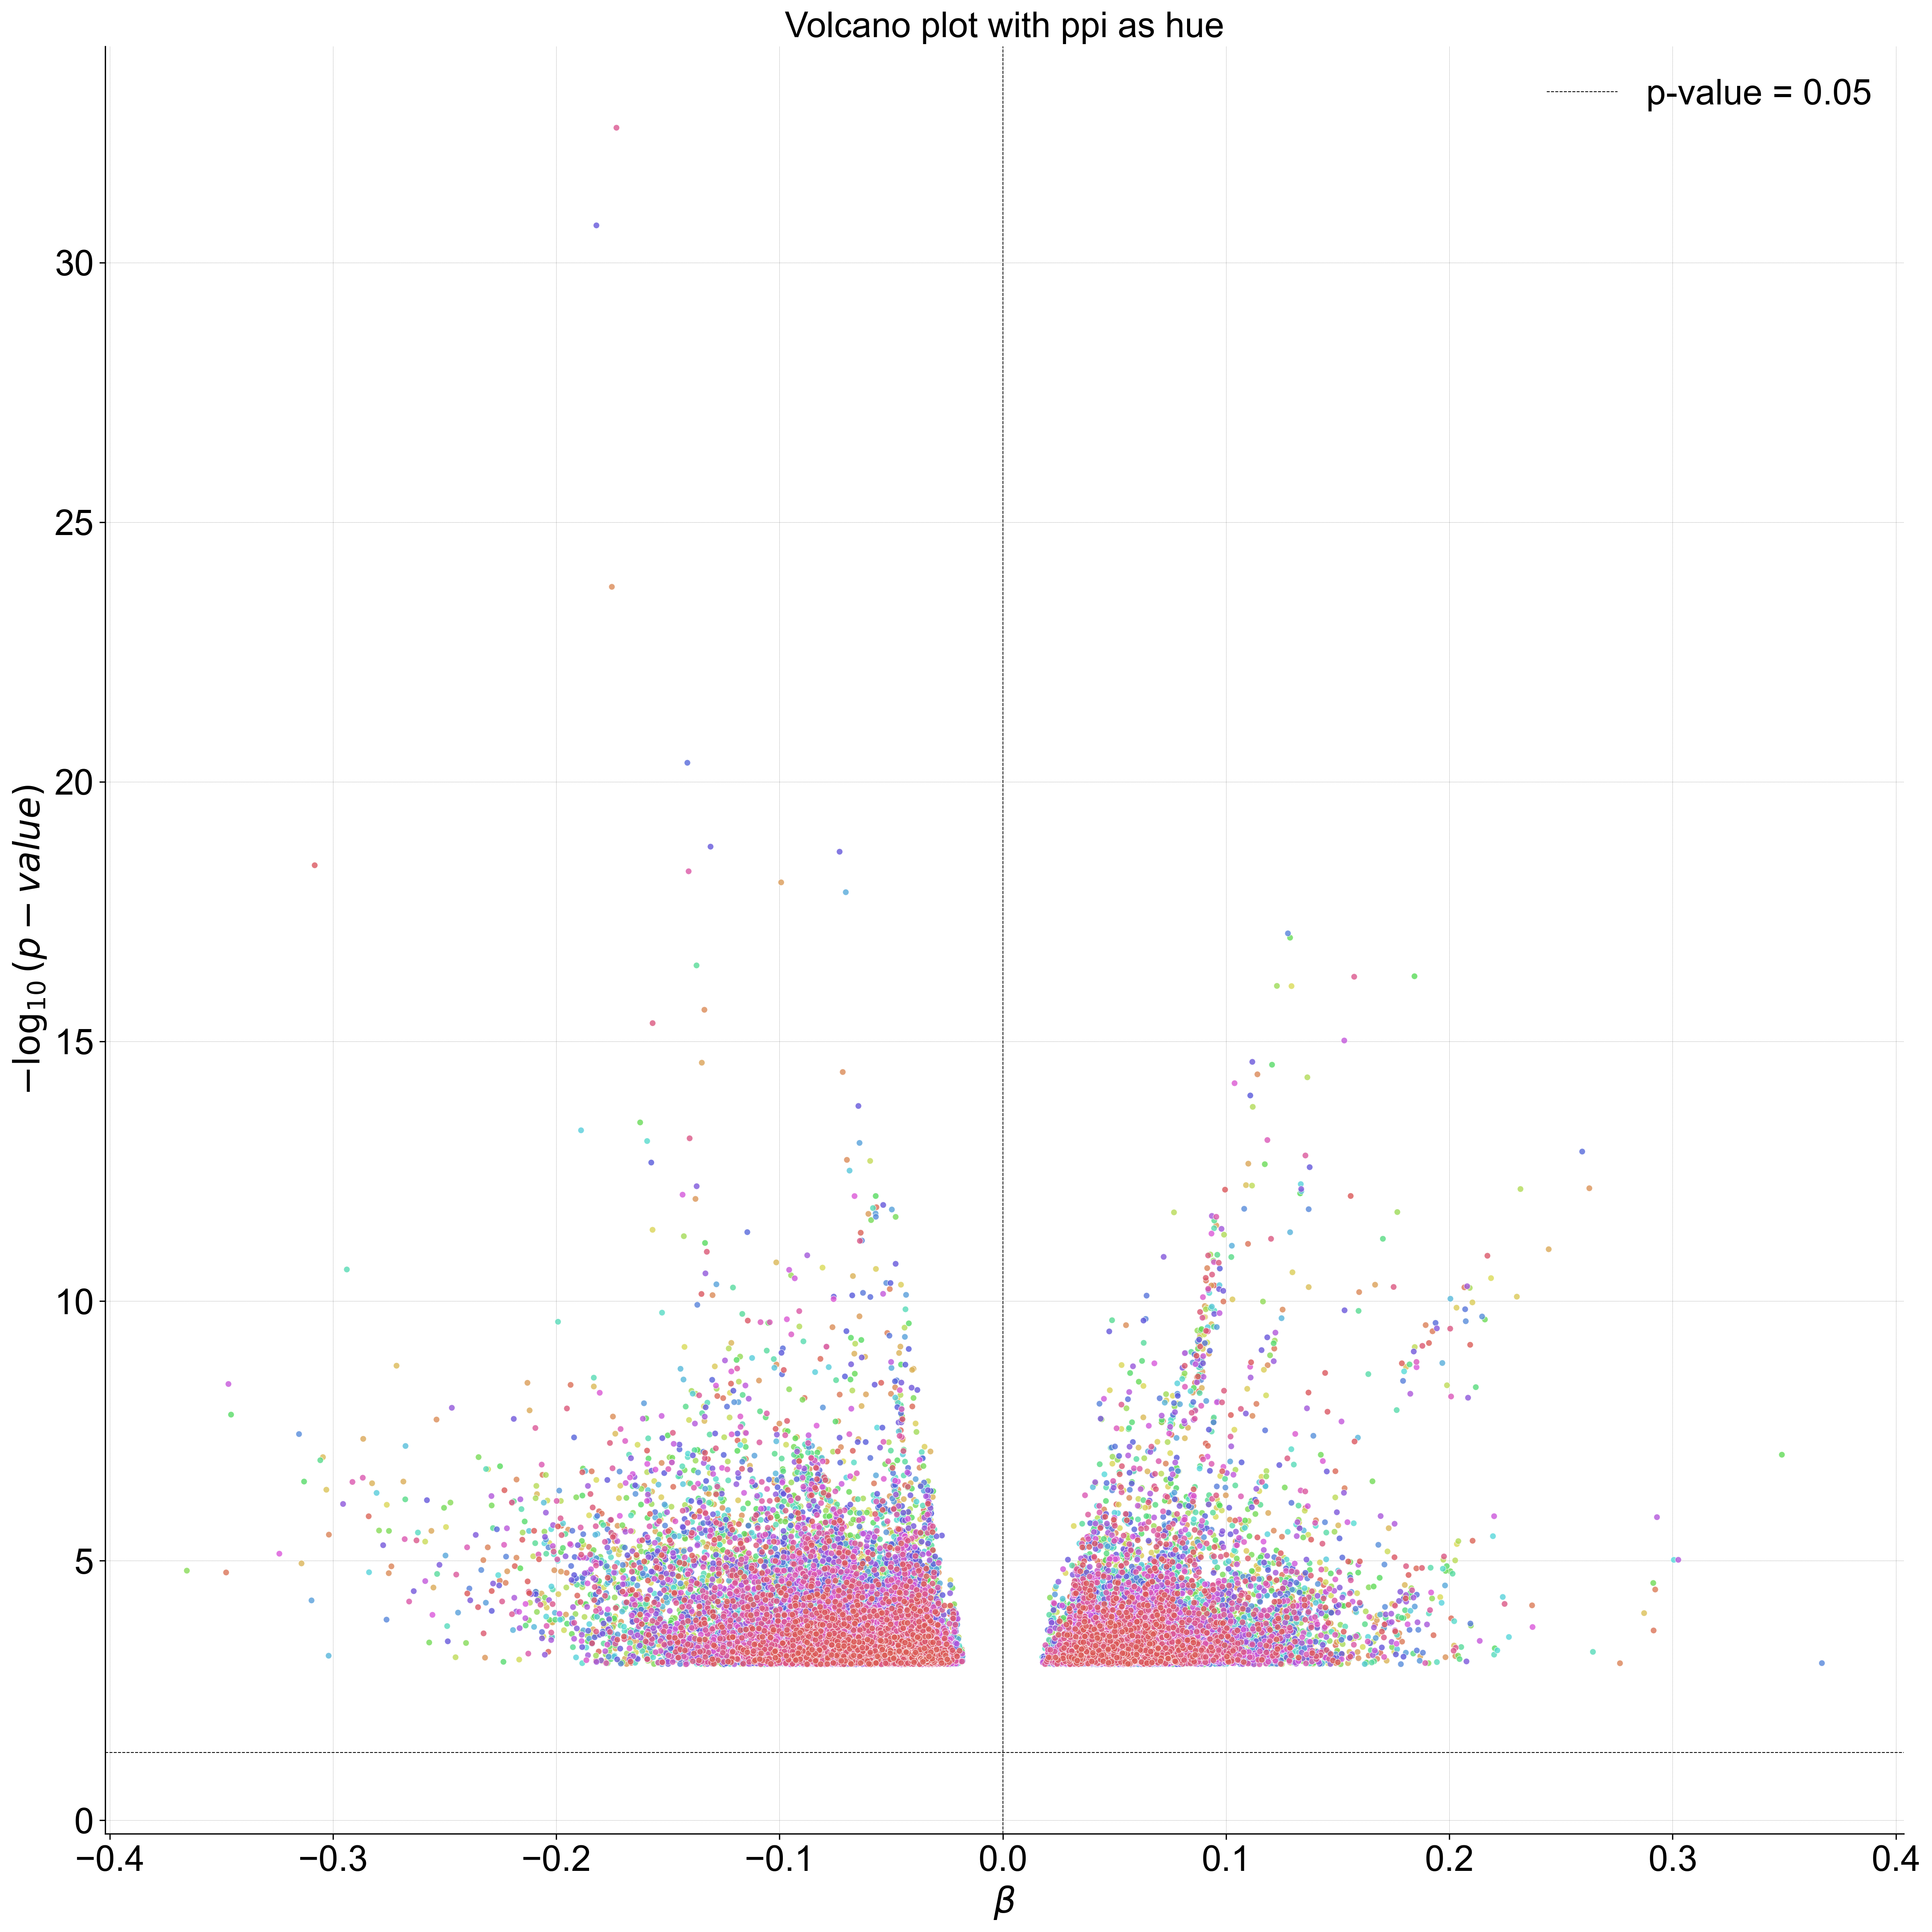 Volcano plot with ppi as hue
p-value = 0.05
30
25
20
15
10
5
0
−log₁₀ (p − value)
−0.4 −0.3 −0.2 −0.1 0.0 0.1 0.2 0.3 0.4
β